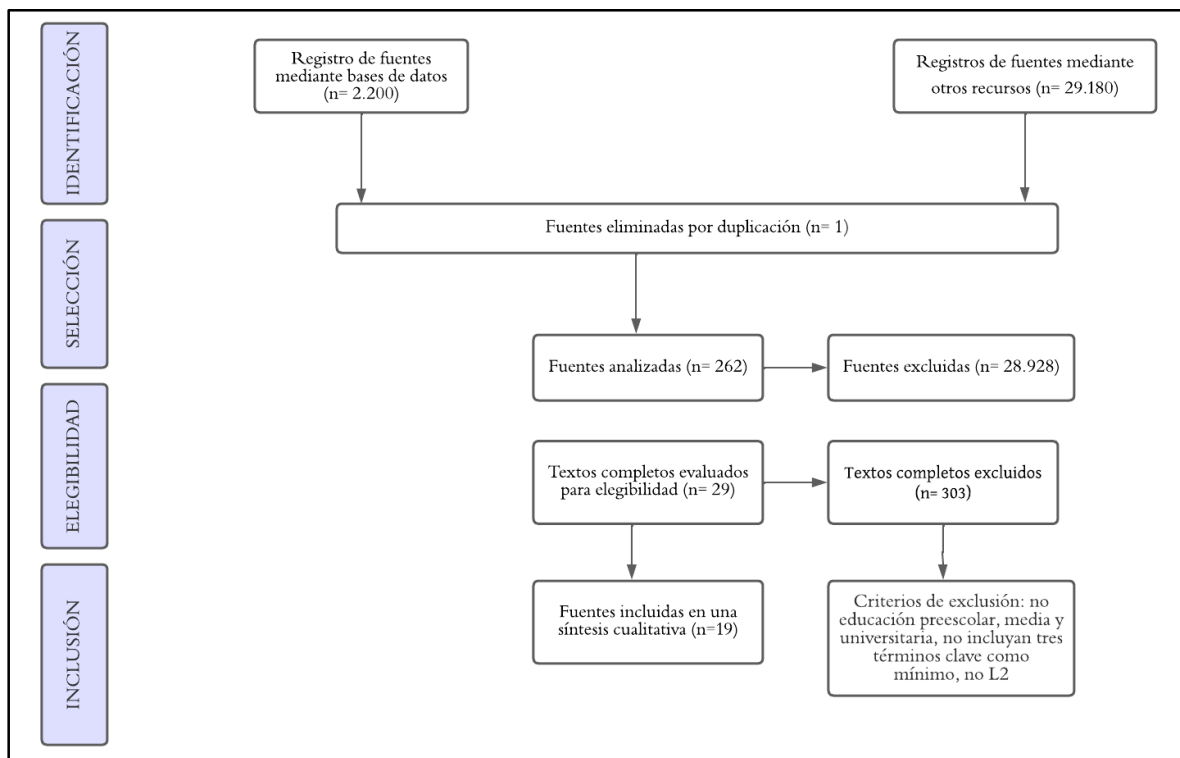 IDENTIFICACIÓN
Registro de fuentes
mediante bases de datos
(n= 2.200)
Registros de fuentes mediante
otros recursos (n= 29.180)
Fuentes eliminadas por duplicación (n= 1)
SELECCIÓN
Fuentes analizadas (n= 262)
Fuentes excluidas (n= 28.928)
ELEGIBILIDAD
Textos completos evaluados
para elegibilidad (n= 29)
Textos completos excluidos
(n= 303)
INCLUSIÓN
Fuentes incluidas en una
síntesis cualitativa (n=19)
Criterios de exclusión: no
educación preescolar, media y
universitaria, no incluyan tres
términos clave como
mínimo, no L2